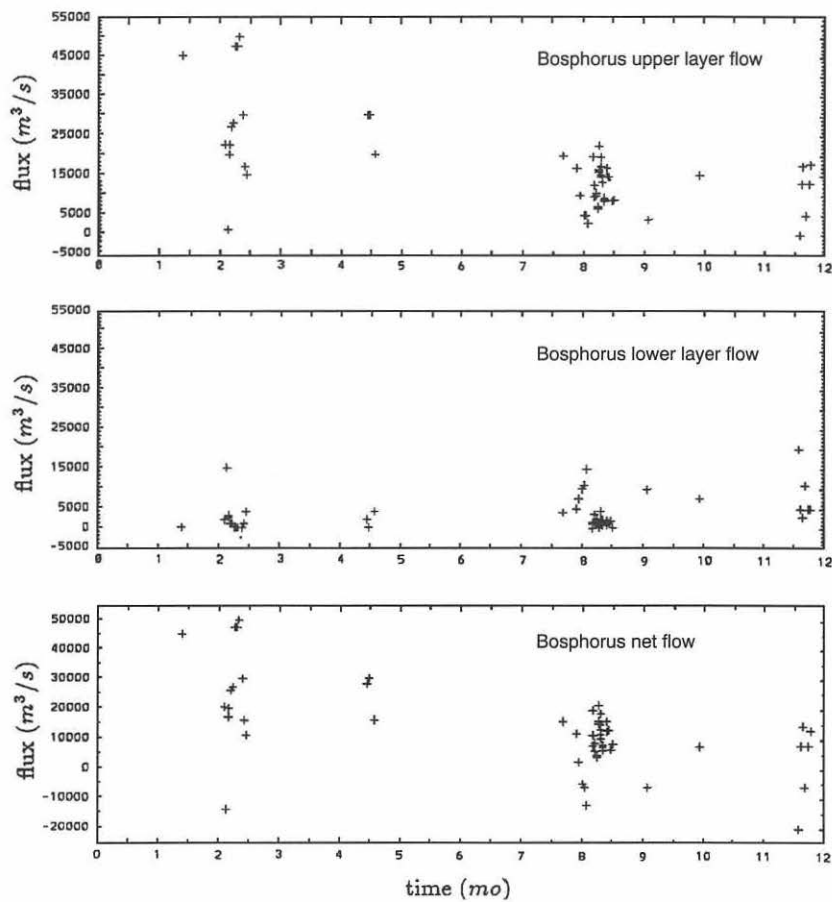 55000
45000
35000
25000
15000
5000
0
-5000
flux (m³/s)
Bosphorus upper layer flow
0 1 2 3 4 5 6 7 8 9 10 11 12
55000
45000
35000
25000
15000
5000
0
-5000
flux (m³/s)
Bosphorus lower layer flow
0 1 2 3 4 5 6 7 8 9 10 11 12
50000
40000
30000
20000
10000
0
-10000
-20000
flux (m³/s)
Bosphorus net flow
0 1 2 3 4 5 6 7 8 9 10 11 12
time (mo)